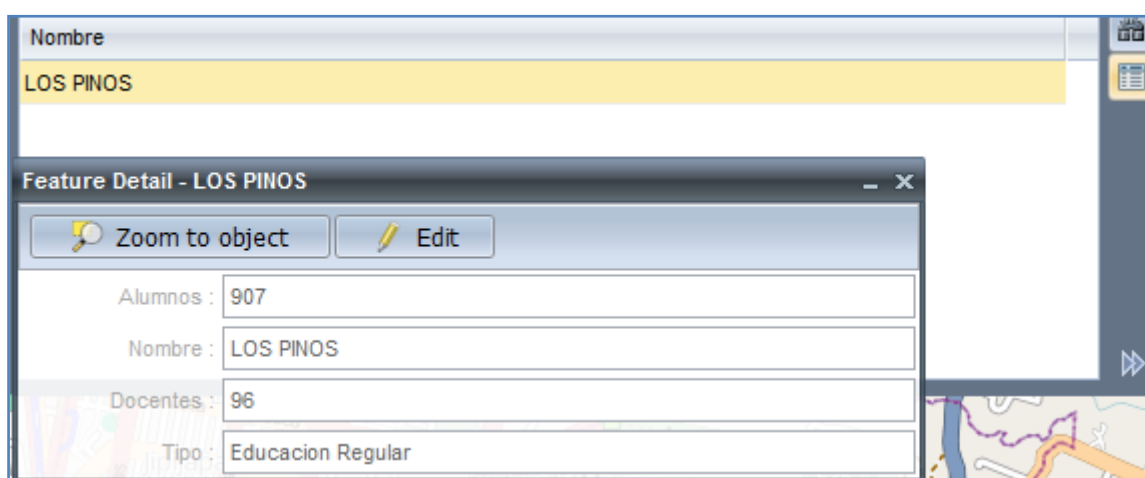 Nombre
LOS PINOS
Feature Detail - LOS PINOS
Zoom to object Edit
Alumnos : 907
Nombre : LOS PINOS
Docentes : 96
Tipo : Educacion Regular